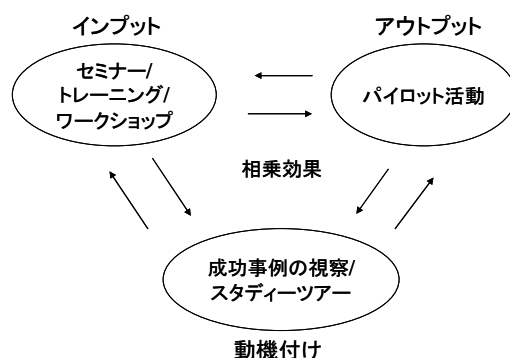 インプット
アウトプット
セミナー/
トレーニング/
ワークショップ
パイロット活動
相乗効果
成功事例の視察/
スタディーツアー
動機付け